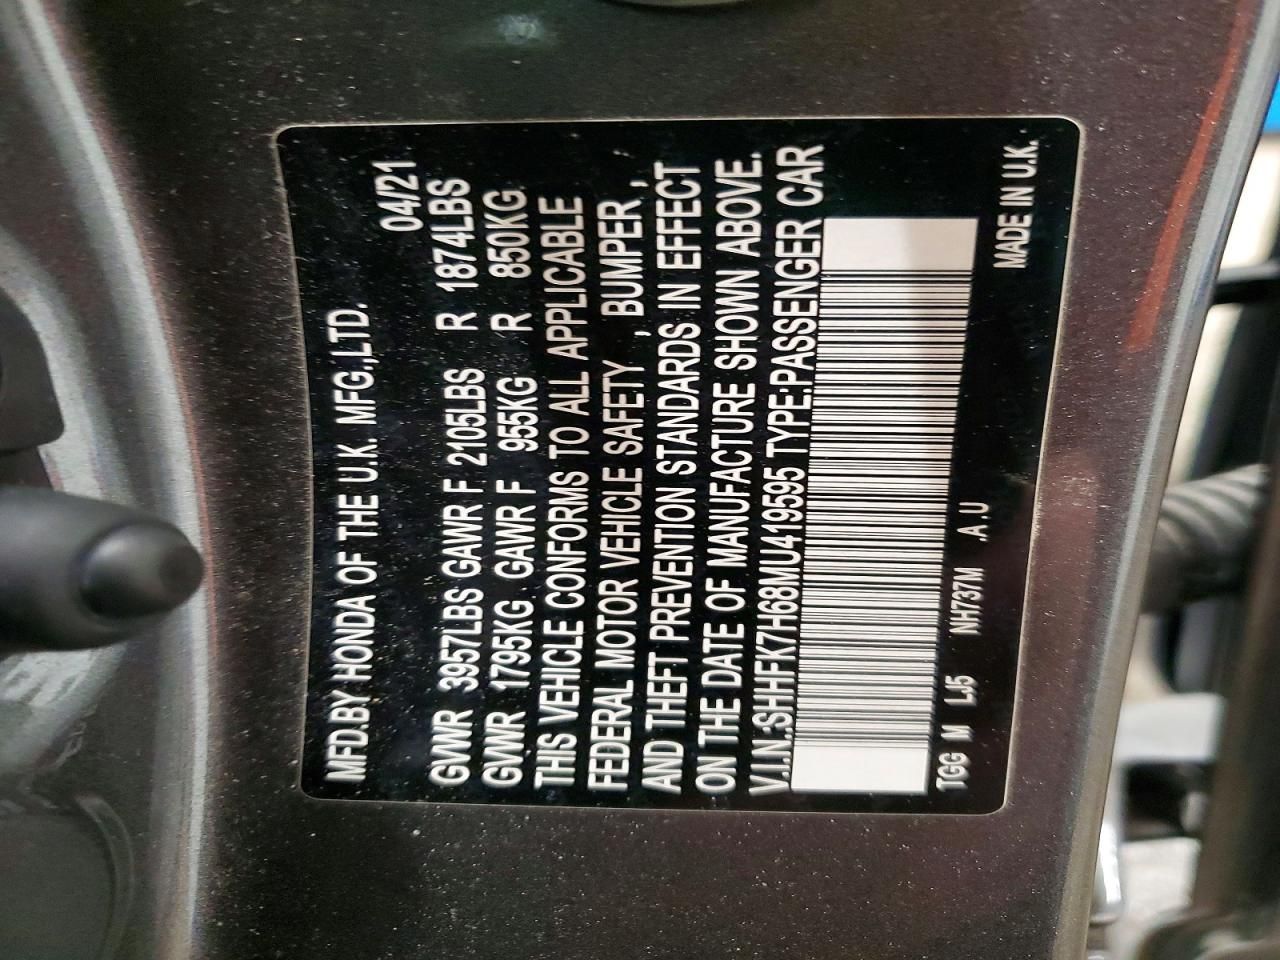 MFD.BY HONDA OF THE U.K. MFG.,LTD.
04/21
GVWR 3957LBS GAWR F 2105LBS R 1874LBS
GVWR 1795KG GAWR F 955KG R 850KG
THIS VEHICLE CONFORMS TO ALL APPLICABLE
FEDERAL MOTOR VEHICLE SAFETY , BUMPER ,
AND THEFT PREVENTION STANDARDS IN EFFECT
ON THE DATE OF MANUFACTURE SHOWN ABOVE.
V.I.N.:SHHFK7H68MU419595 TYPE:PASSENGER CAR
TGG M LJ5 NH737M .A.U
MADE IN U.K.